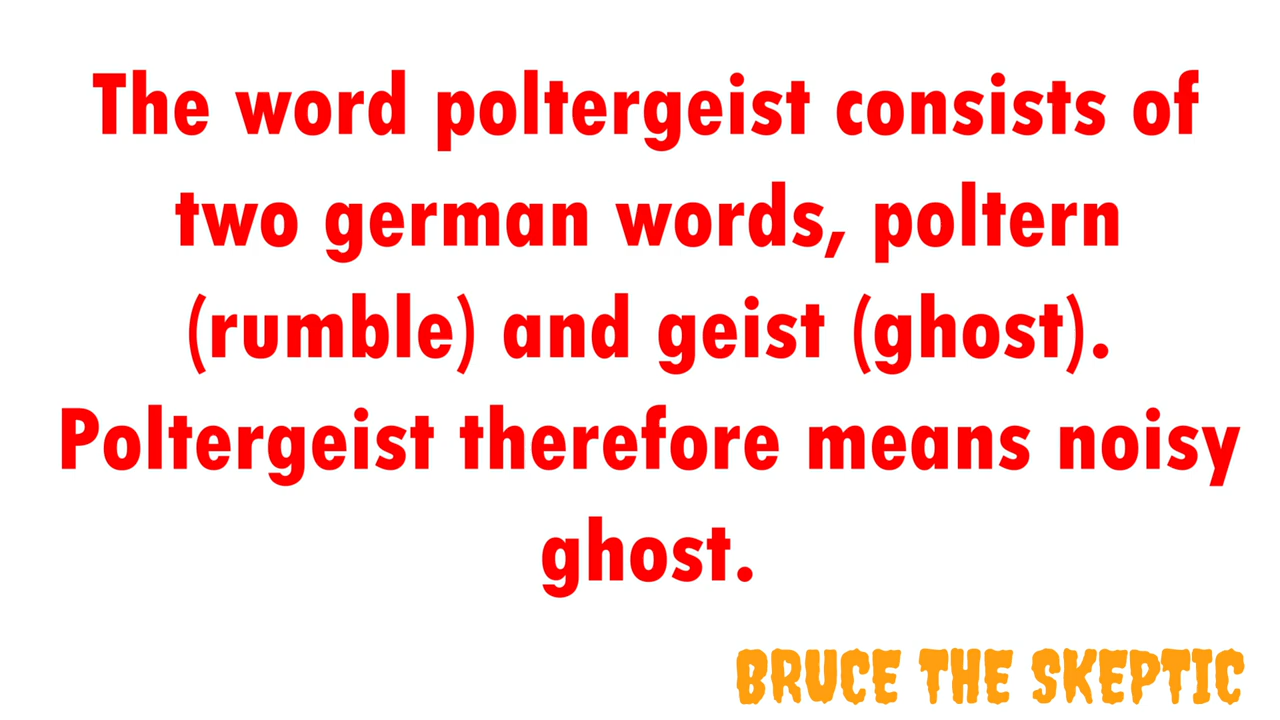 The word poltergeist consists of
two german words, poltern
(rumble) and geist (ghost).
Poltergeist therefore means noisy
ghost.
BRUCE THE SKEPTIC